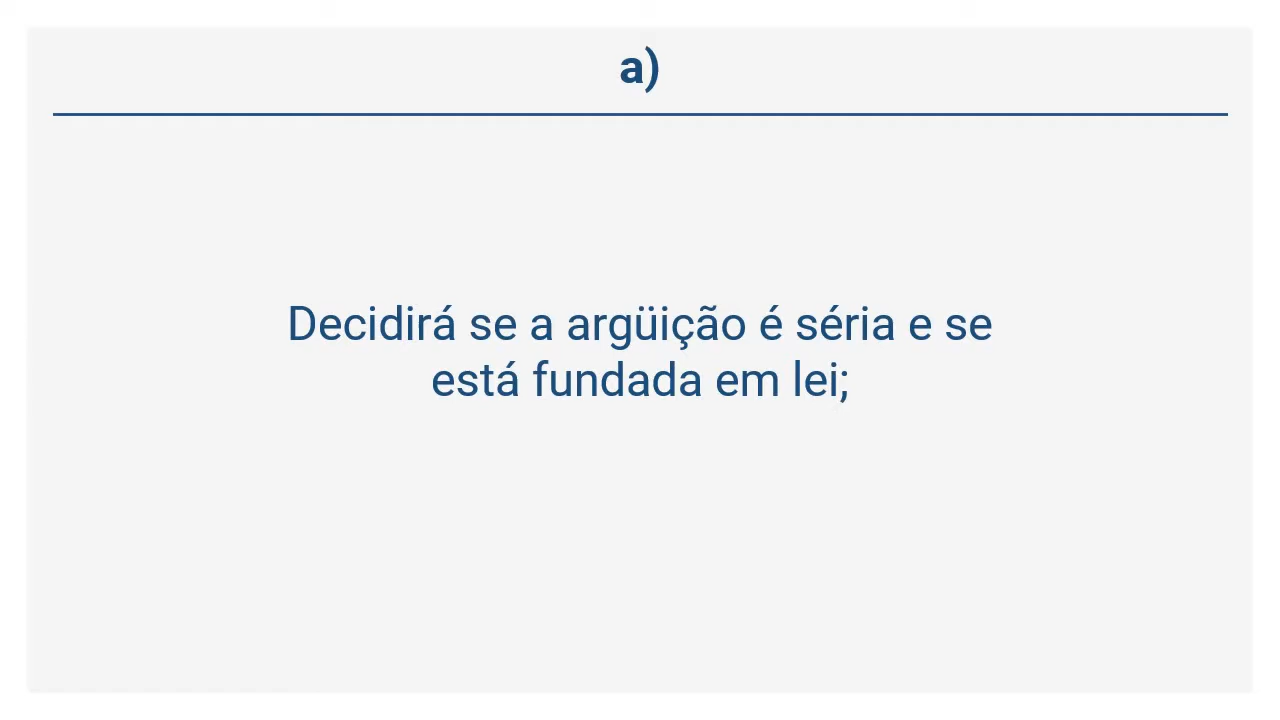 a)
Decidirá se a argüição é séria e se
está fundada em lei;